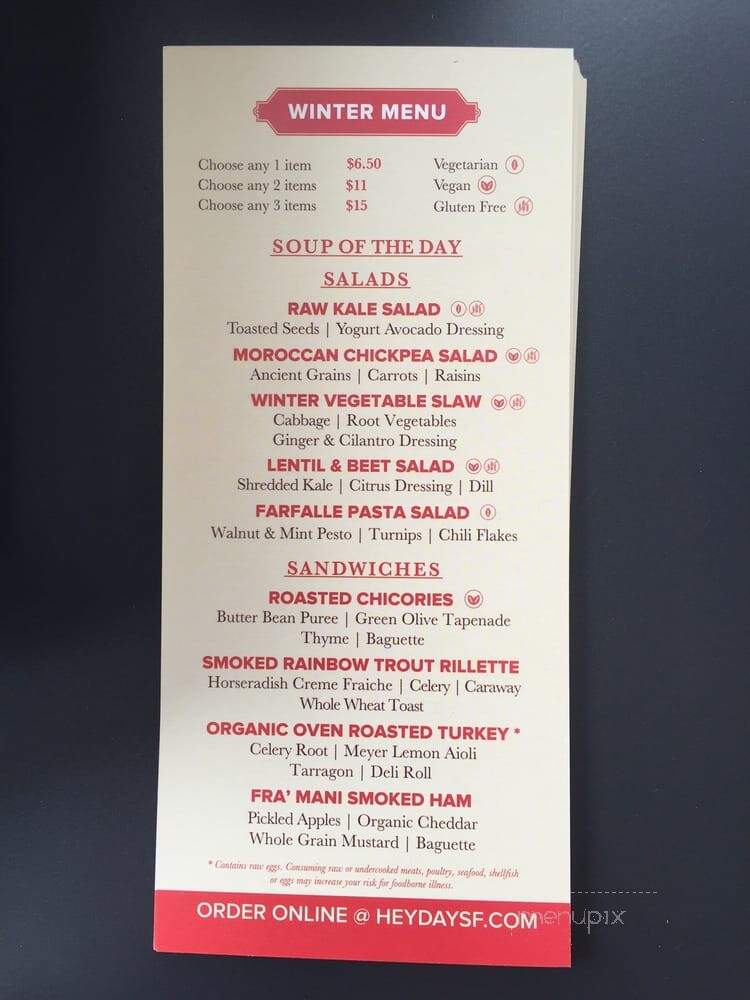 WINTER MENU
Choose any 1 item $6.50 Vegetarian
Choose any 2 items $11 Vegan
Choose any 3 items $15 Gluten Free
SOUP OF THE DAY
SALADS
RAW KALE SALAD
Toasted Seeds | Yogurt Avocado Dressing
MOROCCAN CHICKPEA SALAD
Ancient Grains | Carrots | Raisins
WINTER VEGETABLE SLAW
Cabbage | Root Vegetables
Ginger & Cilantro Dressing
LENTIL & BEET SALAD
Shredded Kale | Citrus Dressing | Dill
FARFALLE PASTA SALAD
Walnut & Mint Pesto | Turnips | Chili Flakes
SANDWICHES
ROASTED CHICORIES
Butter Bean Puree | Green Olive Tapenade
Thyme | Baguette
SMOKED RAINBOW TROUT RILLETTE
Horseradish Creme Fraiche | Celery | Caraway
Whole Wheat Toast
ORGANIC OVEN ROASTED TURKEY *
Celery Root | Meyer Lemon Aioli
Tarragon | Deli Roll
FRA' MANI SMOKED HAM
Pickled Apples | Organic Cheddar
Whole Grain Mustard | Baguette
* Contains raw eggs. Consuming raw or undercooked meats, poultry, seafood, shellfish
or eggs may increase your risk for foodborne illness.
ORDER ONLINE @ HEYDAYSF.COM
menupix